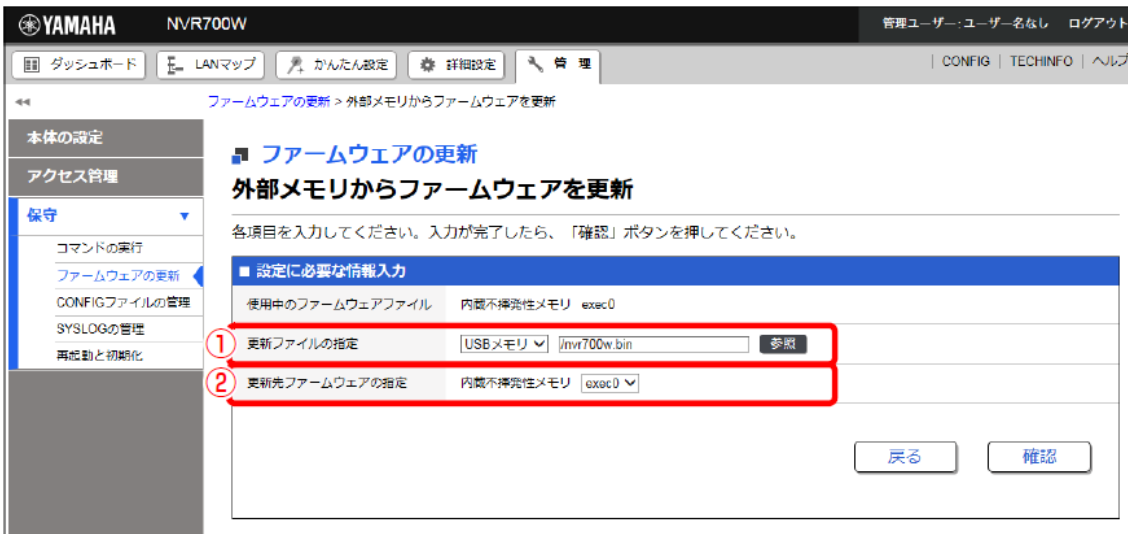 YAMAHA NVR700W 管理ユーザー:ユーザー名なし ログアウト
ダッシュボード LANマップ かんたん設定 詳細設定 管 理 | CONFIG | TECHINFO | ヘルプ
ファームウェアの更新 > 外部メモリからファームウェアを更新
本体の設定
アクセス管理
保守
コマンドの実行
ファームウェアの更新
CONFIGファイルの管理
SYSLOGの管理
再起動と初期化
ファームウェアの更新
外部メモリからファームウェアを更新
各項目を入力してください。入力が完了したら、「確認」ボタンを押してください。
■ 設定に必要な情報入力
使用中のファームウェアファイル 内蔵不揮発性メモリ exec0
① 更新ファイルの指定 USBメモリ /nvr700w.bin 参照
② 更新先ファームウェアの指定 内蔵不揮発性メモリ exec0
戻る 確認